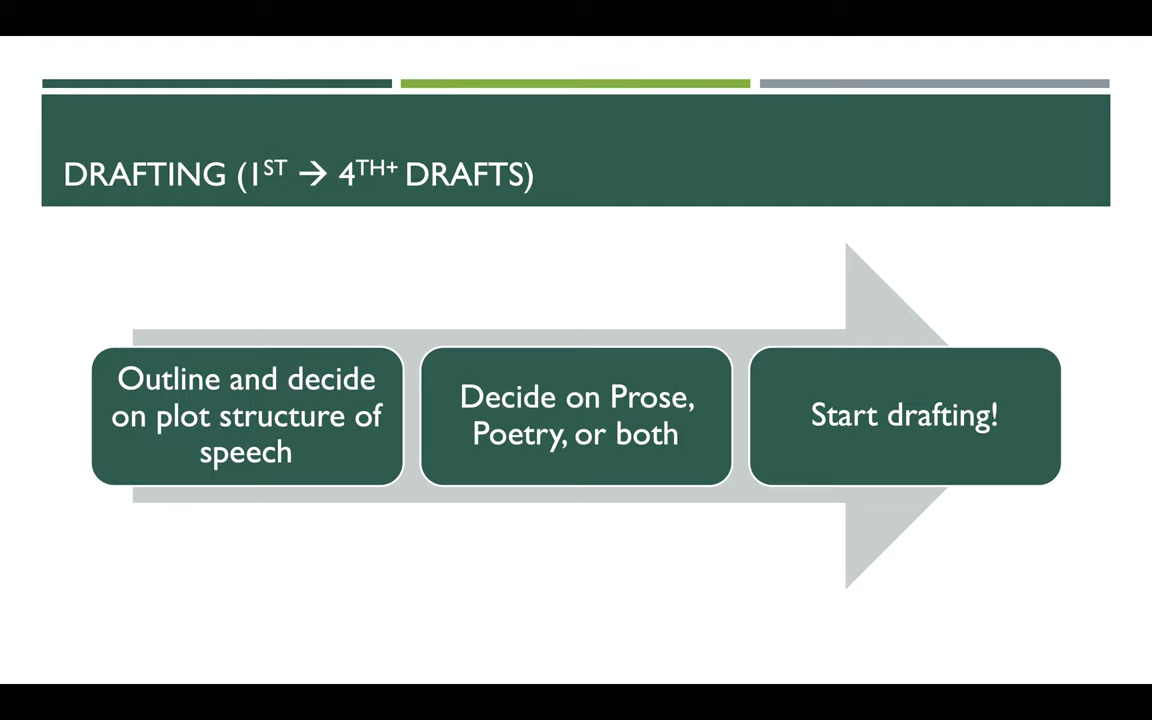 DRAFTING (1ST → 4TH+ DRAFTS)
Outline and decide
on plot structure of
speech
Decide on Prose,
Poetry, or both
Start drafting!